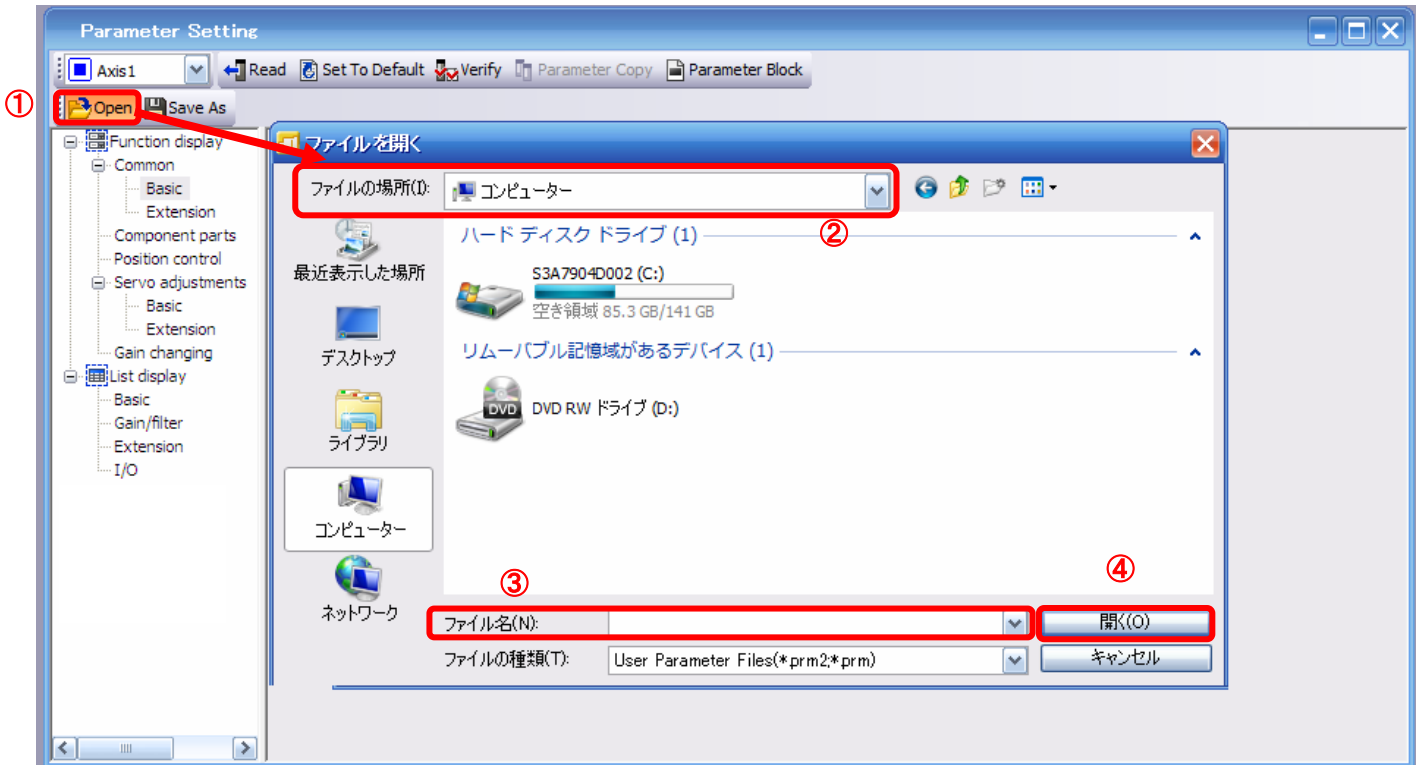 Parameter Setting
Axis1 Read Set To Default Verify Parameter Copy Parameter Block
① Open Save As
Function display
Common
Basic
Extension
Component parts
Position control
Servo adjustments
Basic
Extension
Gain changing
List display
Basic
Gain/filter
Extension
I/O
ファイルを開く
ファイルの場所(I): コンピューター
②
最近表示した場所
デスクトップ
ライブラリ
コンピューター
ネットワーク
ハード ディスク ドライブ (1)
S3A7904D002 (C:)
空き領域 85.3 GB/141 GB
リムーバブル記憶域があるデバイス (1)
DVD
DVD RW ドライブ (D:)
③ ④
ファイル名(N): 開く(O)
ファイルの種類(T): User Parameter Files(*.prm2;*.prm) キャンセル